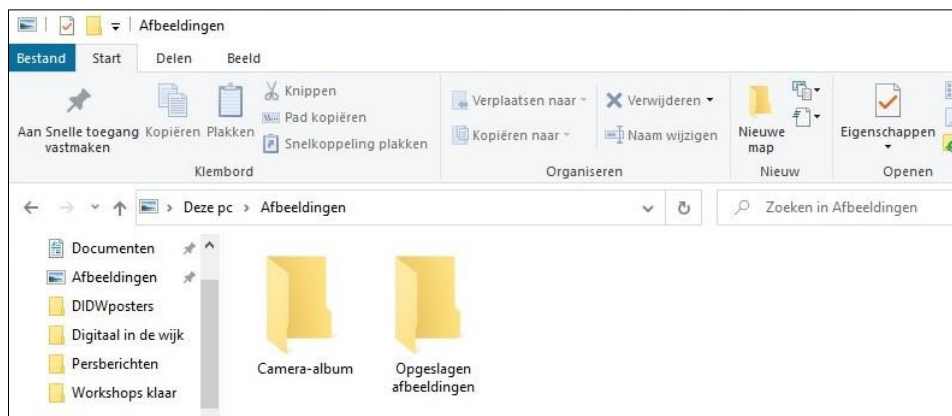 Afbeeldingen
Bestand Start Delen Beeld
Aan Snelle toegang vastmaken
Kopiëren
Plakken
Knippen
Pad kopiëren
Snelkoppeling plakken
Klembord
Verplaatsen naar
Kopiëren naar
Verwijderen
Naam wijzigen
Organiseren
Nieuwe map
Nieuw
Eigenschappen
Openen
Deze pc > Afbeeldingen
Zoeken in Afbeeldingen
Documenten
Afbeeldingen
DIDWposters
Digitaal in de wijk
Persberichten
Workshops klaar
Camera-album
Opgeslagen
afbeeldingen